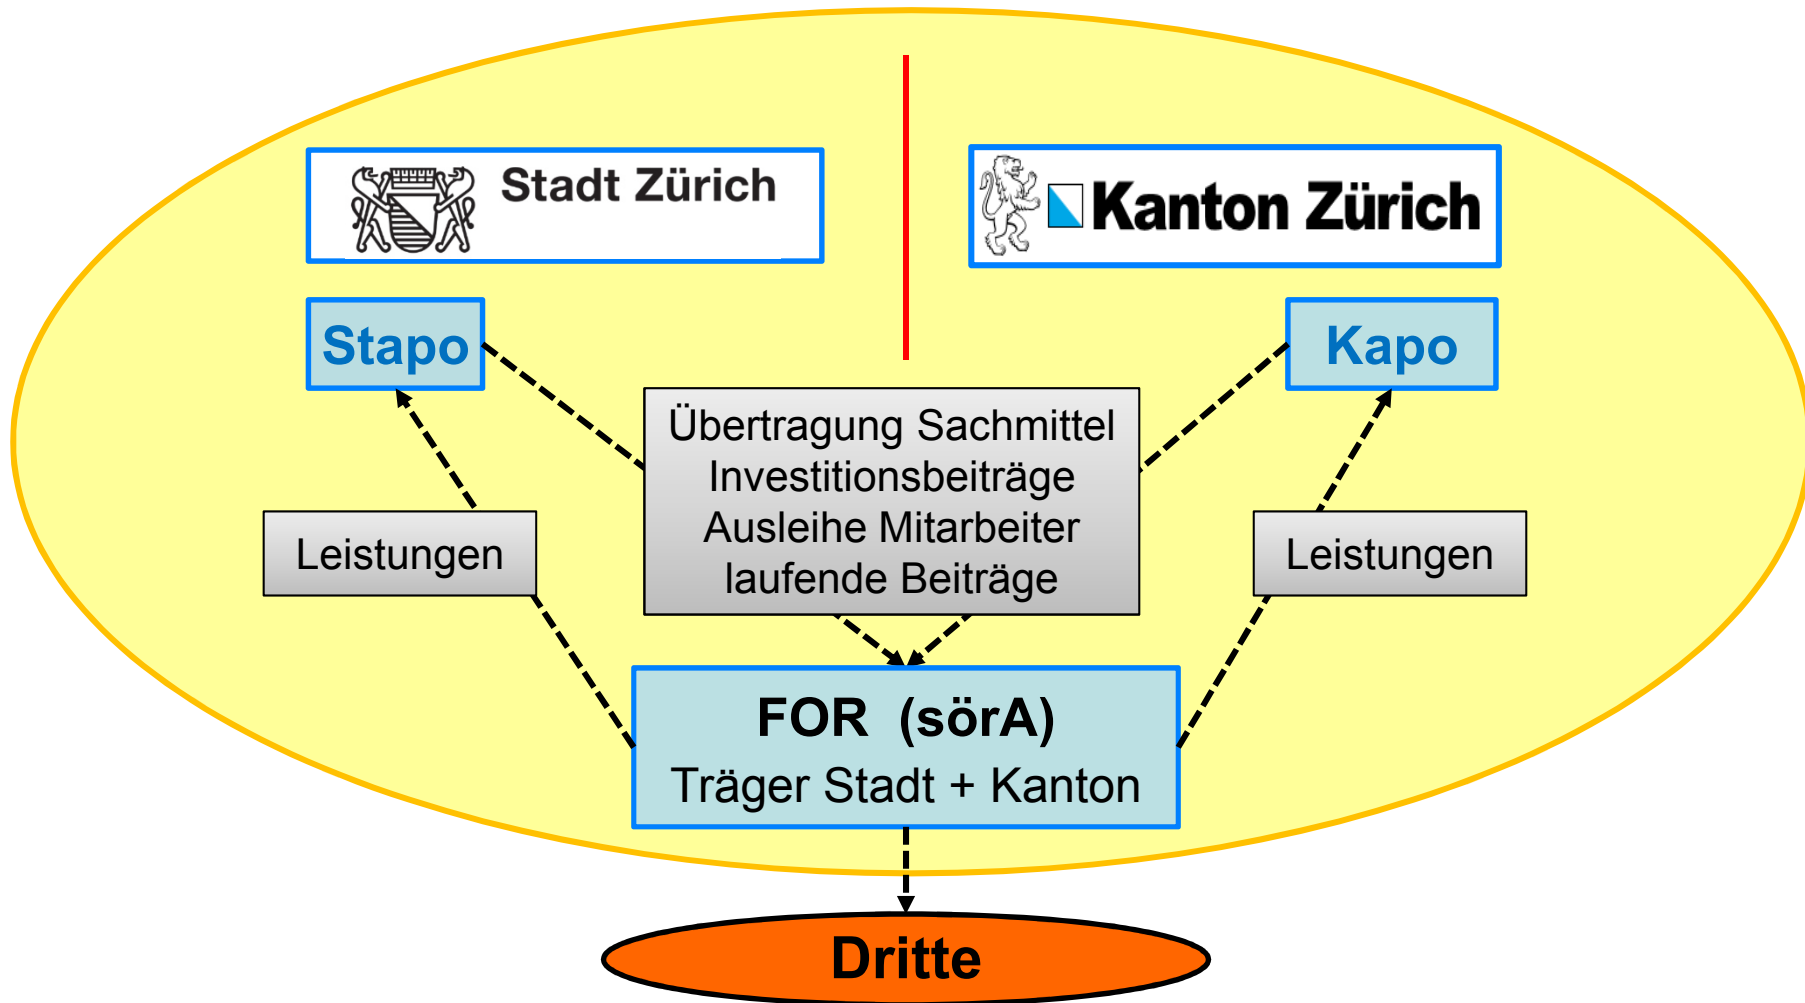 Stadt Zürich
Kanton Zürich
Stapo
Kapo
Übertragung Sachmittel
Investitionsbeiträge
Ausleihe Mitarbeiter
laufende Beiträge
Leistungen
Leistungen
FOR (sörA)
Träger Stadt + Kanton
Dritte